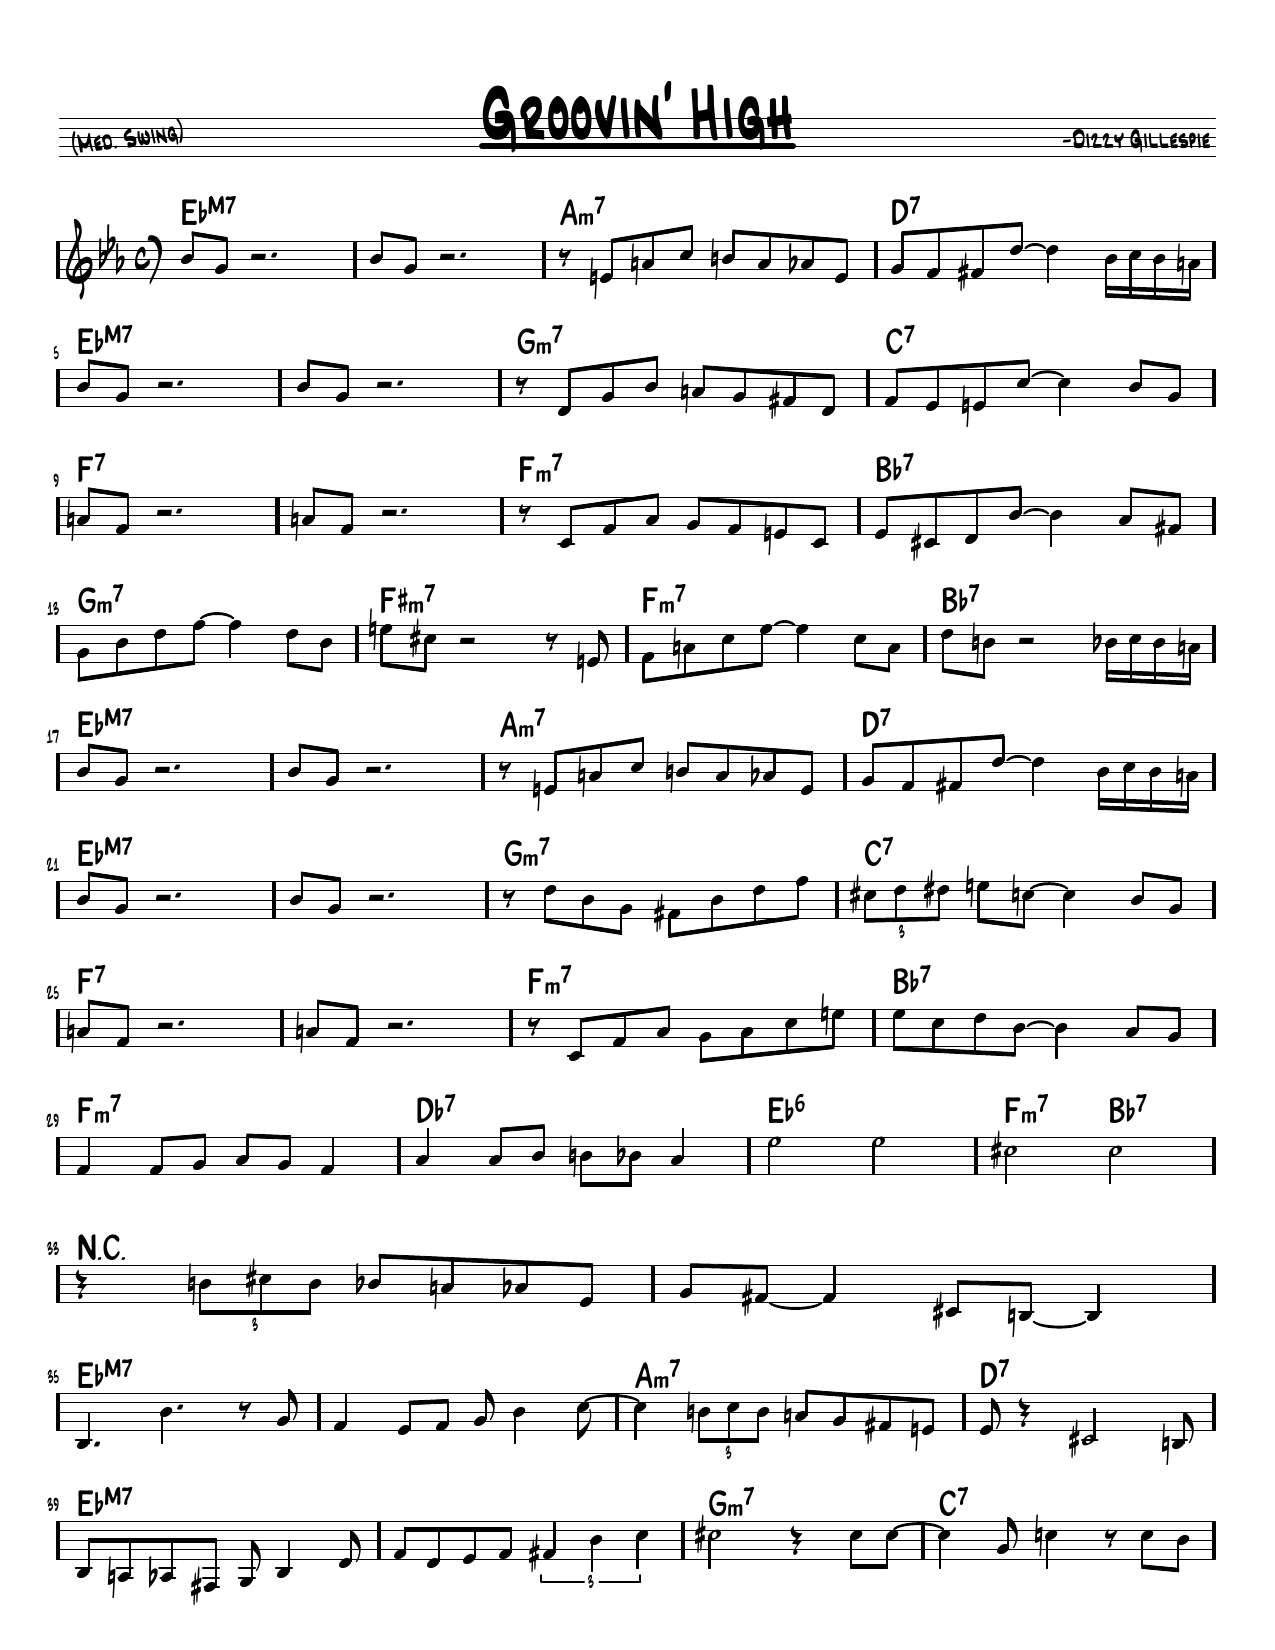 Groovin' High
(Med. Swing)
-Dizzy Gillespie
E♭M7 Am7 D7
5 E♭M7 Gm7 C7
9 F7 Fm7 B♭7
13 Gm7 F#m7 Fm7 B♭7
17 E♭M7 Am7 D7
21 E♭M7 Gm7 C7
3
25 F7 Fm7 B♭7
29 Fm7 D♭7 E♭6 Fm7 B♭7
33 N.C.
3
35 E♭M7 Am7 D7
3
39 E♭M7 Gm7 C7
3